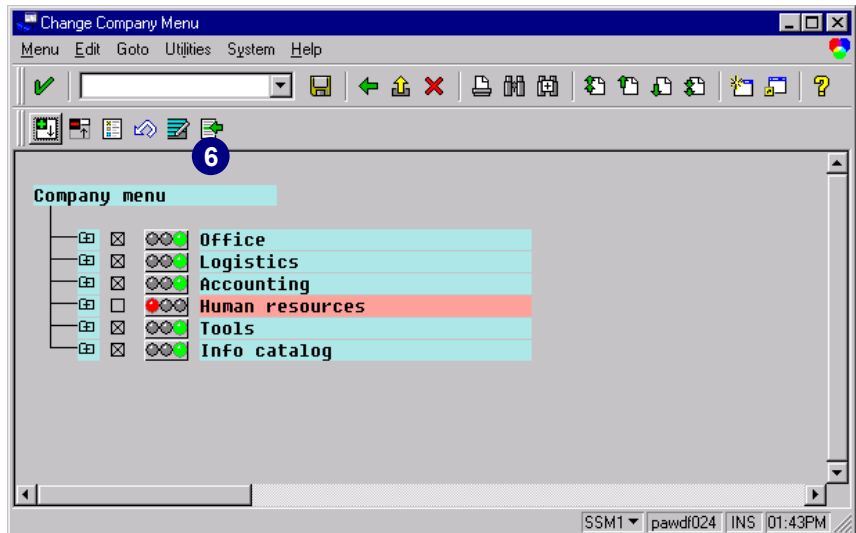 Change Company Menu
Menu Edit Goto Utilities System Help
6
Company menu
Office
Logistics
Accounting
Human resources
Tools
Info catalog
SSM1 pawdf024 INS 01:43PM